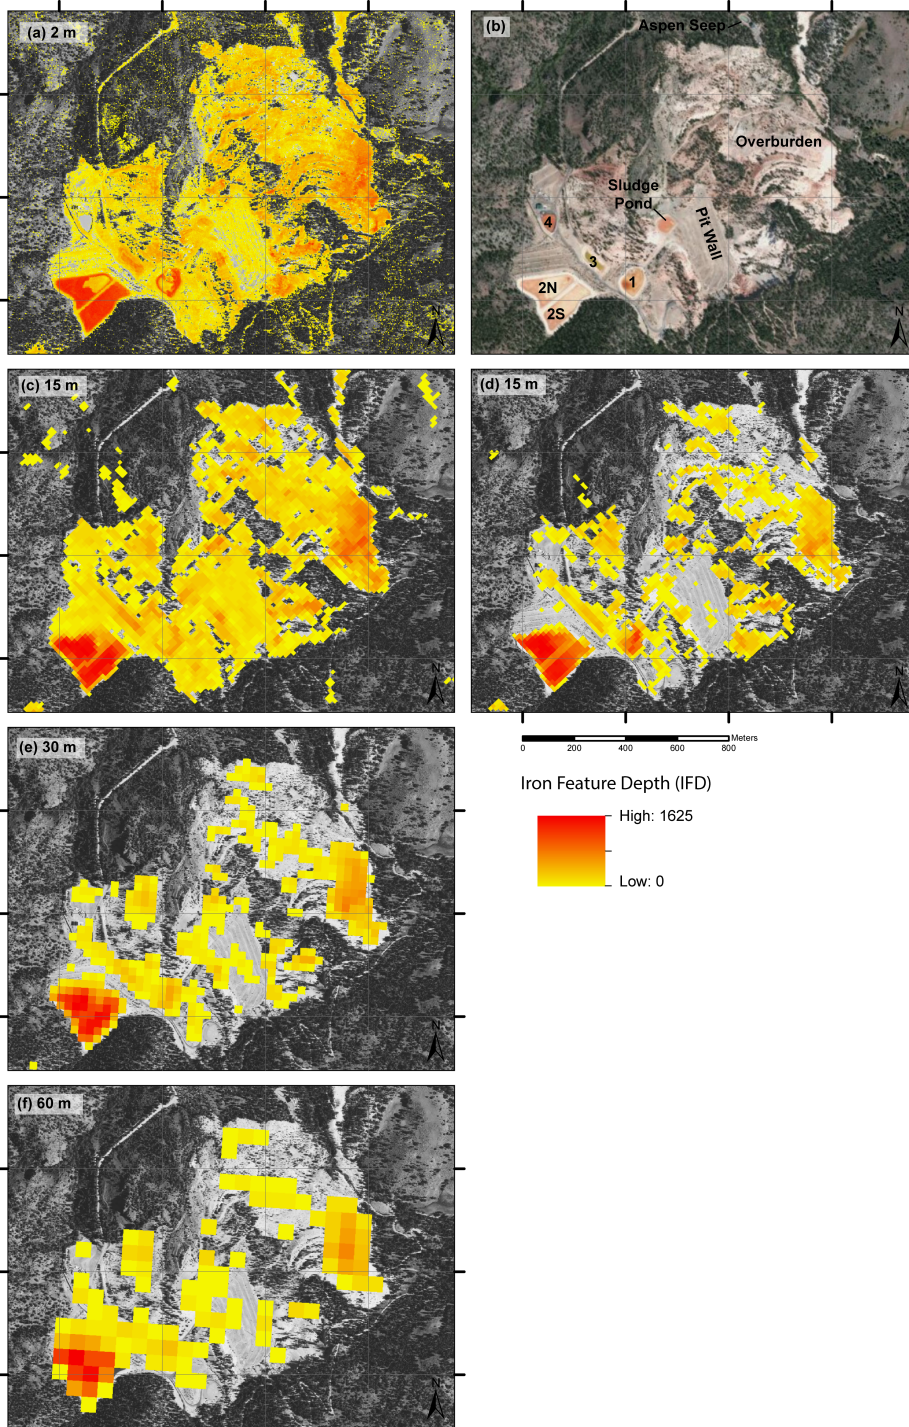 (a) 2 m
N
(b)
Aspen Seep
Overburden
Sludge
Pond
Pit Wall
4
3
1
2N
2S
N
(c) 15 m
N
(d) 15 m
N
(e) 30 m
N
0 200 400 600 800 Meters
Iron Feature Depth (IFD)
High: 1625
Low: 0
(f) 60 m
N